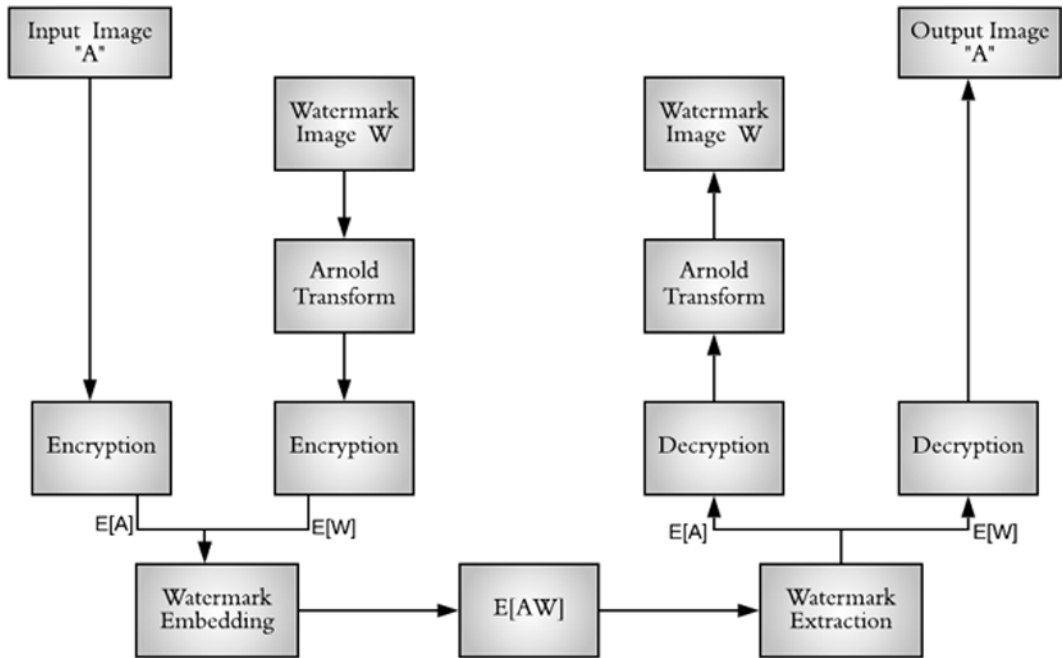 Input Image
"A"
Output Image
"A"
Watermark
Image W
Watermark
Image W
Arnold
Transform
Arnold
Transform
Encryption
Encryption
Decryption
Decryption
E[A]
E[W]
E[A]
E[W]
Watermark
Embedding
E[AW]
Watermark
Extraction